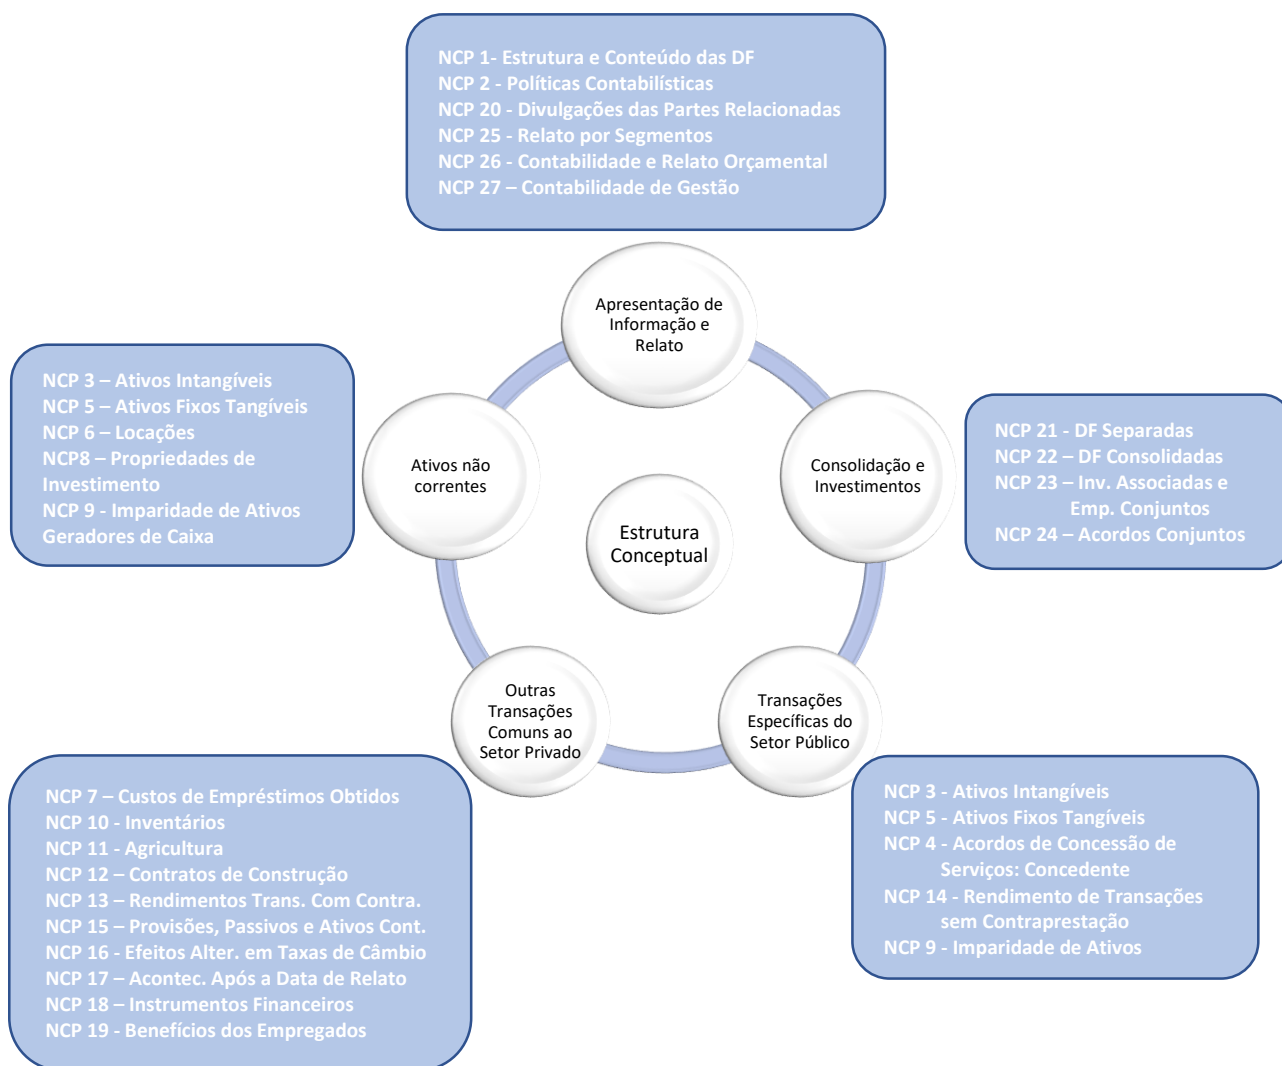 NCP 1- Estrutura e Conteúdo das DF
NCP 2 - Políticas Contabilísticas
NCP 20 - Divulgações das Partes Relacionadas
NCP 25 - Relato por Segmentos
NCP 26 - Contabilidade e Relato Orçamental
NCP 27 – Contabilidade de Gestão
Apresentação de
Informação e
Relato
NCP 3 – Ativos Intangíveis
NCP 5 – Ativos Fixos Tangíveis
NCP 6 – Locações
NCP8 – Propriedades de
Investimento
NCP 9 - Imparidade de Ativos
Geradores de Caixa
Ativos não
correntes
Consolidação e
Investimentos
NCP 21 - DF Separadas
NCP 22 – DF Consolidadas
NCP 23 – Inv. Associadas e
Emp. Conjuntos
NCP 24 – Acordos Conjuntos
Estrutura
Conceptual
Outras
Transações
Comuns ao
Setor Privado
Transações
Específicas do
Setor Público
NCP 7 – Custos de Empréstimos Obtidos
NCP 10 - Inventários
NCP 11 - Agricultura
NCP 12 – Contratos de Construção
NCP 13 – Rendimentos Trans. Com Contra.
NCP 15 – Provisões, Passivos e Ativos Cont.
NCP 16 - Efeitos Alter. em Taxas de Câmbio
NCP 17 – Acontec. Após a Data de Relato
NCP 18 – Instrumentos Financeiros
NCP 19 - Benefícios dos Empregados
NCP 3 - Ativos Intangíveis
NCP 5 - Ativos Fixos Tangíveis
NCP 4 - Acordos de Concessão de
Serviços: Concedente
NCP 14 - Rendimento de Transações
sem Contraprestação
NCP 9 - Imparidade de Ativos